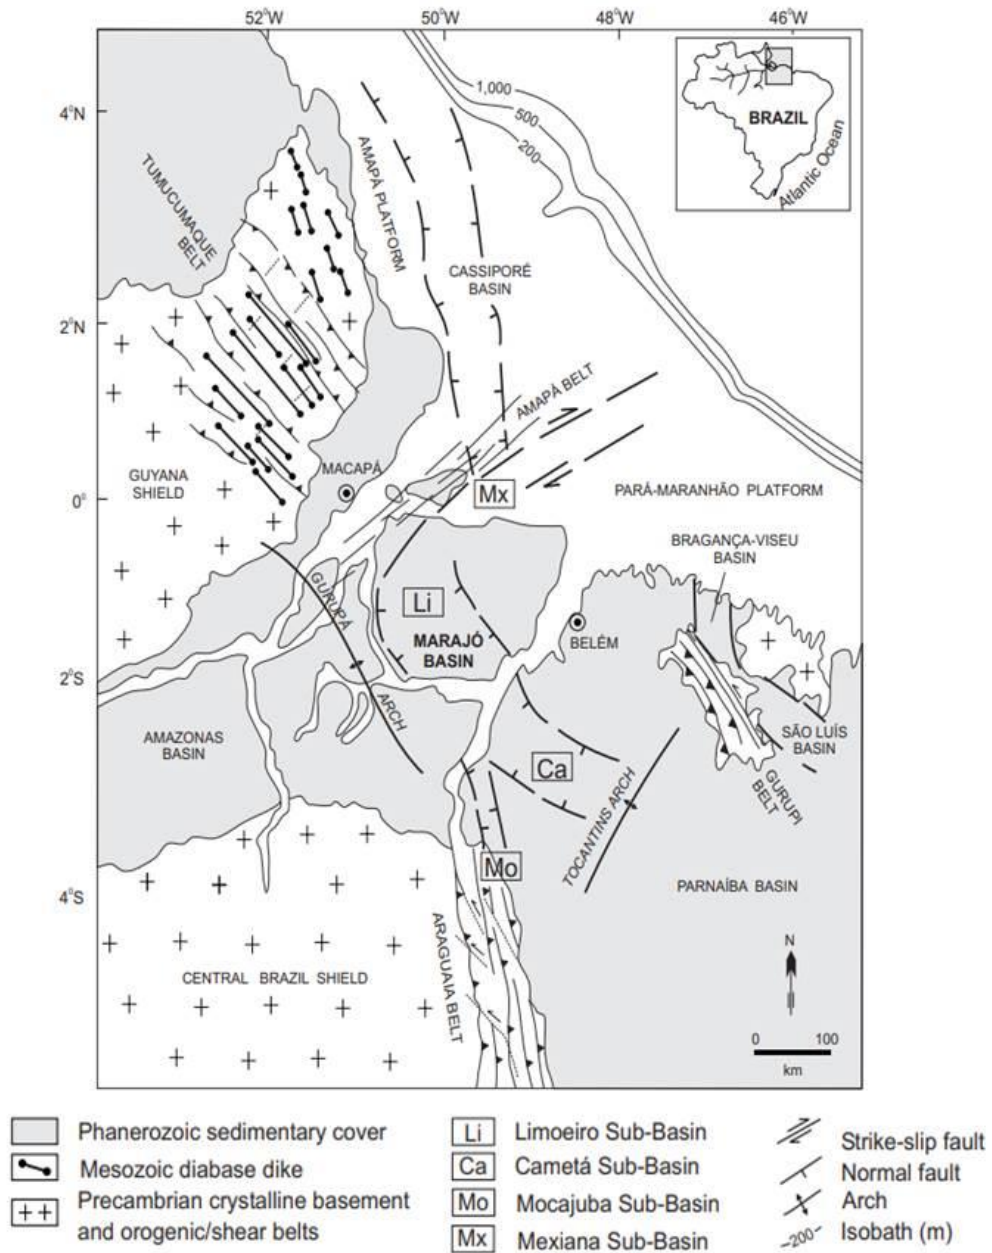 52°W
50°W
48°W
46°W
4°N
2°N
0°
2°S
4°S
1,000
500
200
BRAZIL
Atlantic Ocean
TUMUCUMAQUE
BELT
AMAPÁ PLATFORM
CASSIPORÉ
BASIN
AMAPÁ BELT
GUYANA
SHIELD
MACAPÁ
Mx
PARÁ-MARANHÃO PLATFORM
BRAGANÇA-VISEU
BASIN
GURUPÁ
ARCH
Li
MARAJÓ
BASIN
BELÉM
AMAZONAS
BASIN
Ca
TOCANTINS ARCH
SÃO LUÍS
BASIN
GURUPI
BELT
Mo
PARNAÍBA BASIN
ARAGUAIA BELT
CENTRAL BRAZIL SHIELD
N
0 100
km
Phanerozoic sedimentary cover
Mesozoic diabase dike
Precambrian crystalline basement
and orogenic/shear belts
Li Limoeiro Sub-Basin
Ca Cametá Sub-Basin
Mo Mocajuba Sub-Basin
Mx Mexiana Sub-Basin
Strike-slip fault
Normal fault
Arch
-200- Isobath (m)